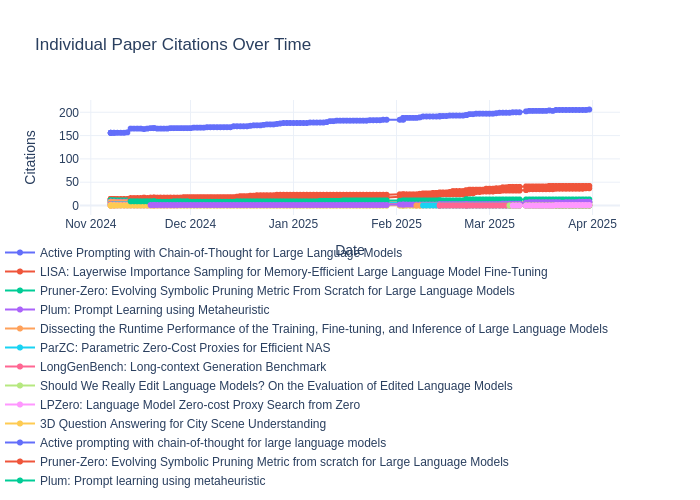 Individual Paper Citations Over Time
Citations
200
150
100
50
0
Nov 2024 Dec 2024 Jan 2025 Feb 2025 Mar 2025 Apr 2025
Date
Active Prompting with Chain-of-Thought for Large Language Models
LISA: Layerwise Importance Sampling for Memory-Efficient Large Language Model Fine-Tuning
Pruner-Zero: Evolving Symbolic Pruning Metric From Scratch for Large Language Models
Plum: Prompt Learning using Metaheuristic
Dissecting the Runtime Performance of the Training, Fine-tuning, and Inference of Large Language Models
ParZC: Parametric Zero-Cost Proxies for Efficient NAS
LongGenBench: Long-context Generation Benchmark
Should We Really Edit Language Models? On the Evaluation of Edited Language Models
LPZero: Language Model Zero-cost Proxy Search from Zero
3D Question Answering for City Scene Understanding
Active prompting with chain-of-thought for large language models
Pruner-Zero: Evolving Symbolic Pruning Metric from scratch for Large Language Models
Plum: Prompt learning using metaheuristic